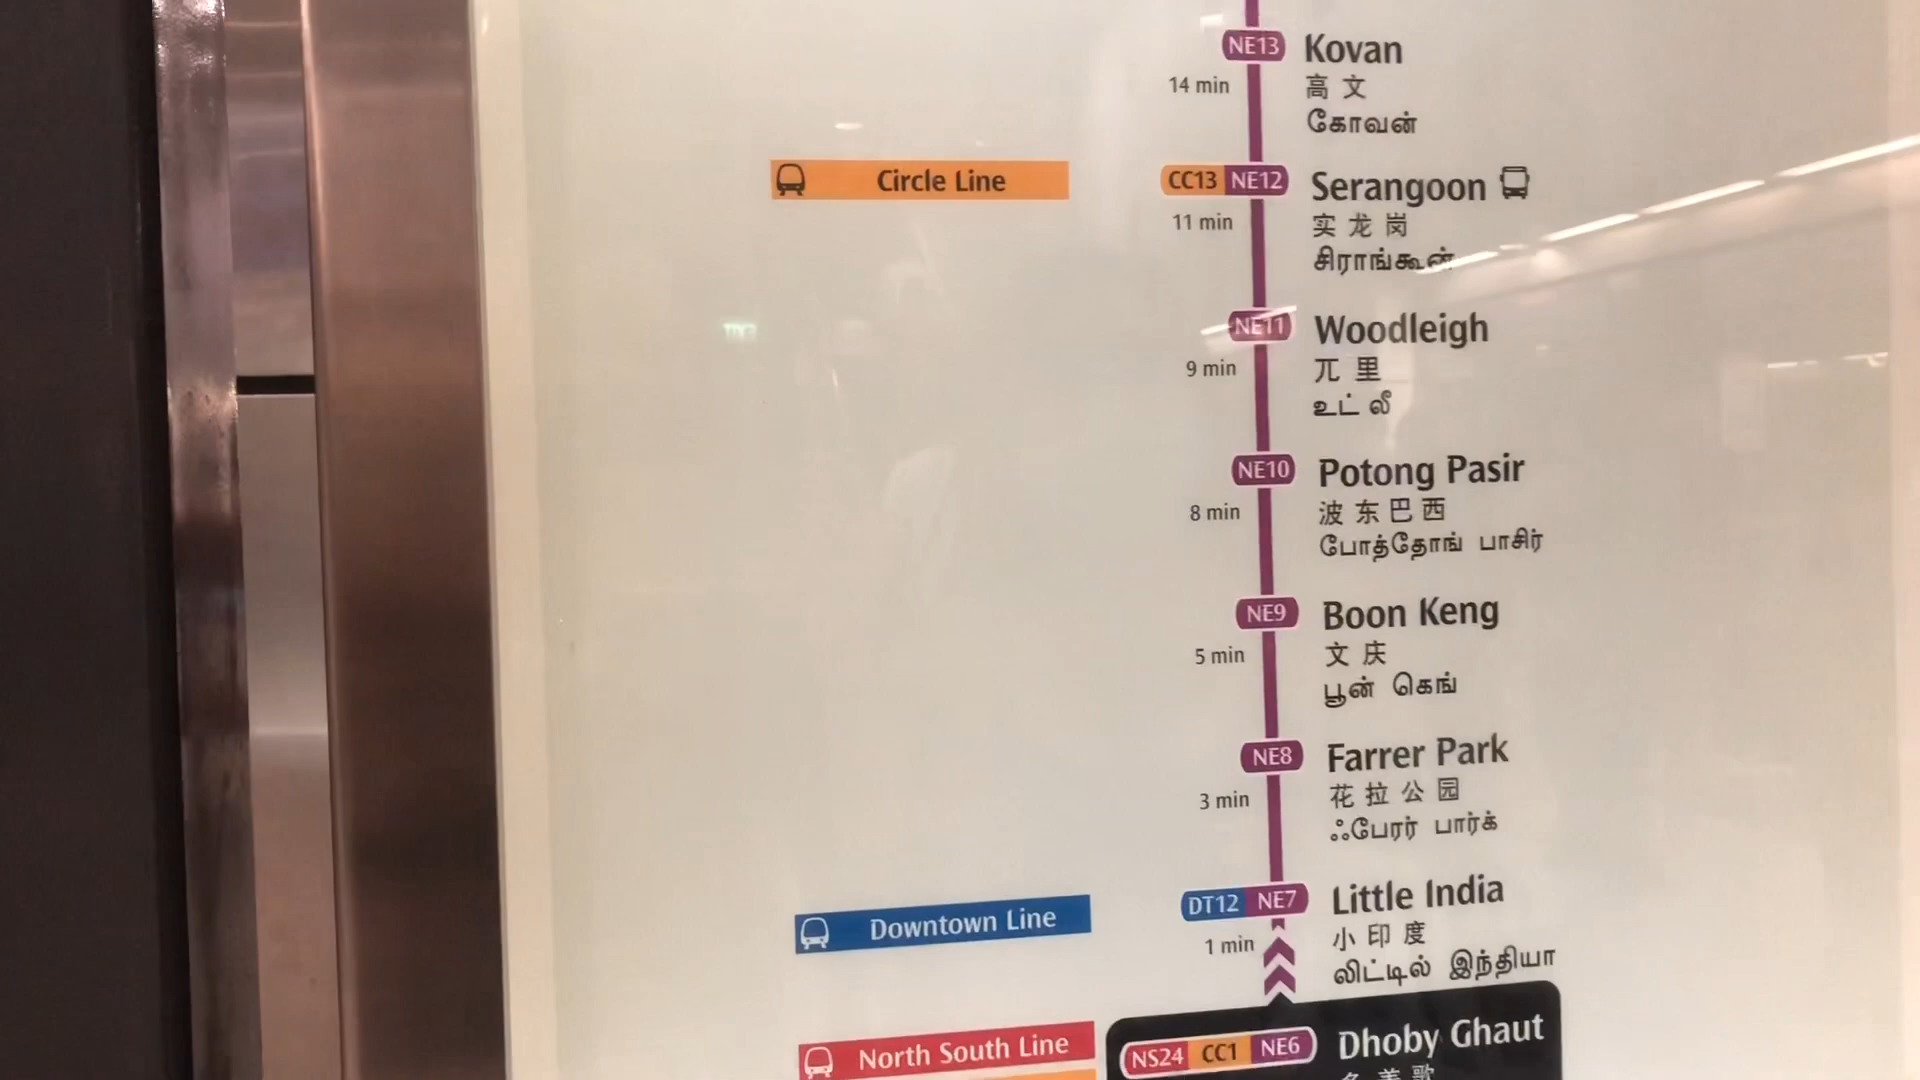 NE13 Kovan
14 min 高文
கோவன்
Circle Line CC13 NE12 Serangoon
11 min 实龙岗
சிராங்கூன்
NE11 Woodleigh
9 min 兀里
உட் லீ
NE10 Potong Pasir
8 min 波东巴西
போத்தோங் பாசிர்
NE9 Boon Keng
5 min 文庆
பூன் கெங்
NE8 Farrer Park
3 min 花拉公园
ஃபேரர் பார்க்
Downtown Line DT12 NE7 Little India
1 min 小印度
லிட்டில் இந்தியா
North South Line NS24 CC1 NE6 Dhoby Ghaut